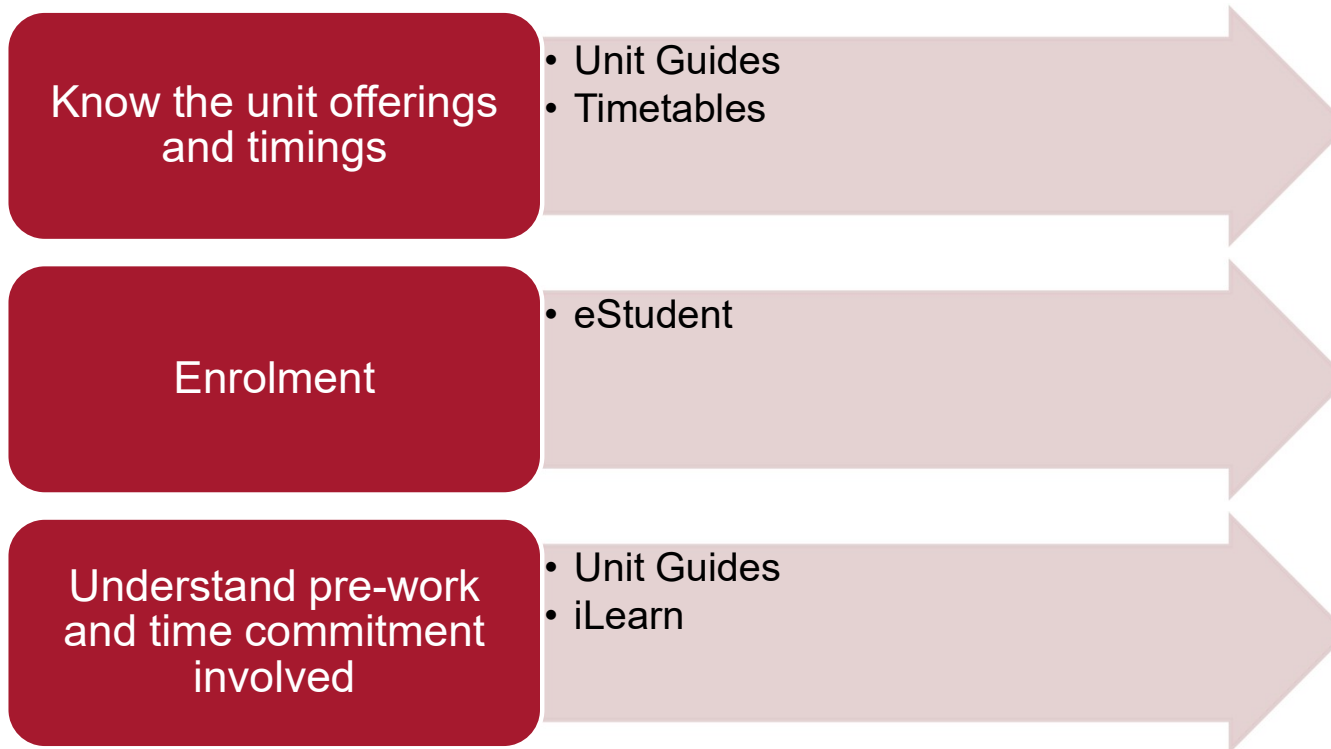 Know the unit offerings
and timings
• Unit Guides
• Timetables
Enrolment
• eStudent
Understand pre-work
and time commitment
involved
• Unit Guides
• iLearn